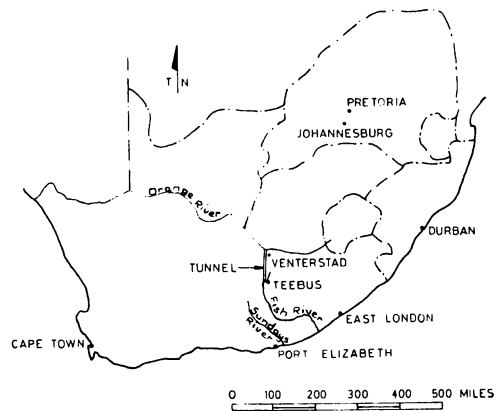 T N
PRETORIA
JOHANNESBURG
Orange River
DURBAN
VENTERSTAD
TUNNEL
TEEBUS
Fish River
Sundays
River
EAST LONDON
CAPE TOWN
PORT ELIZABETH
0 100 200 300 400 500 MILES